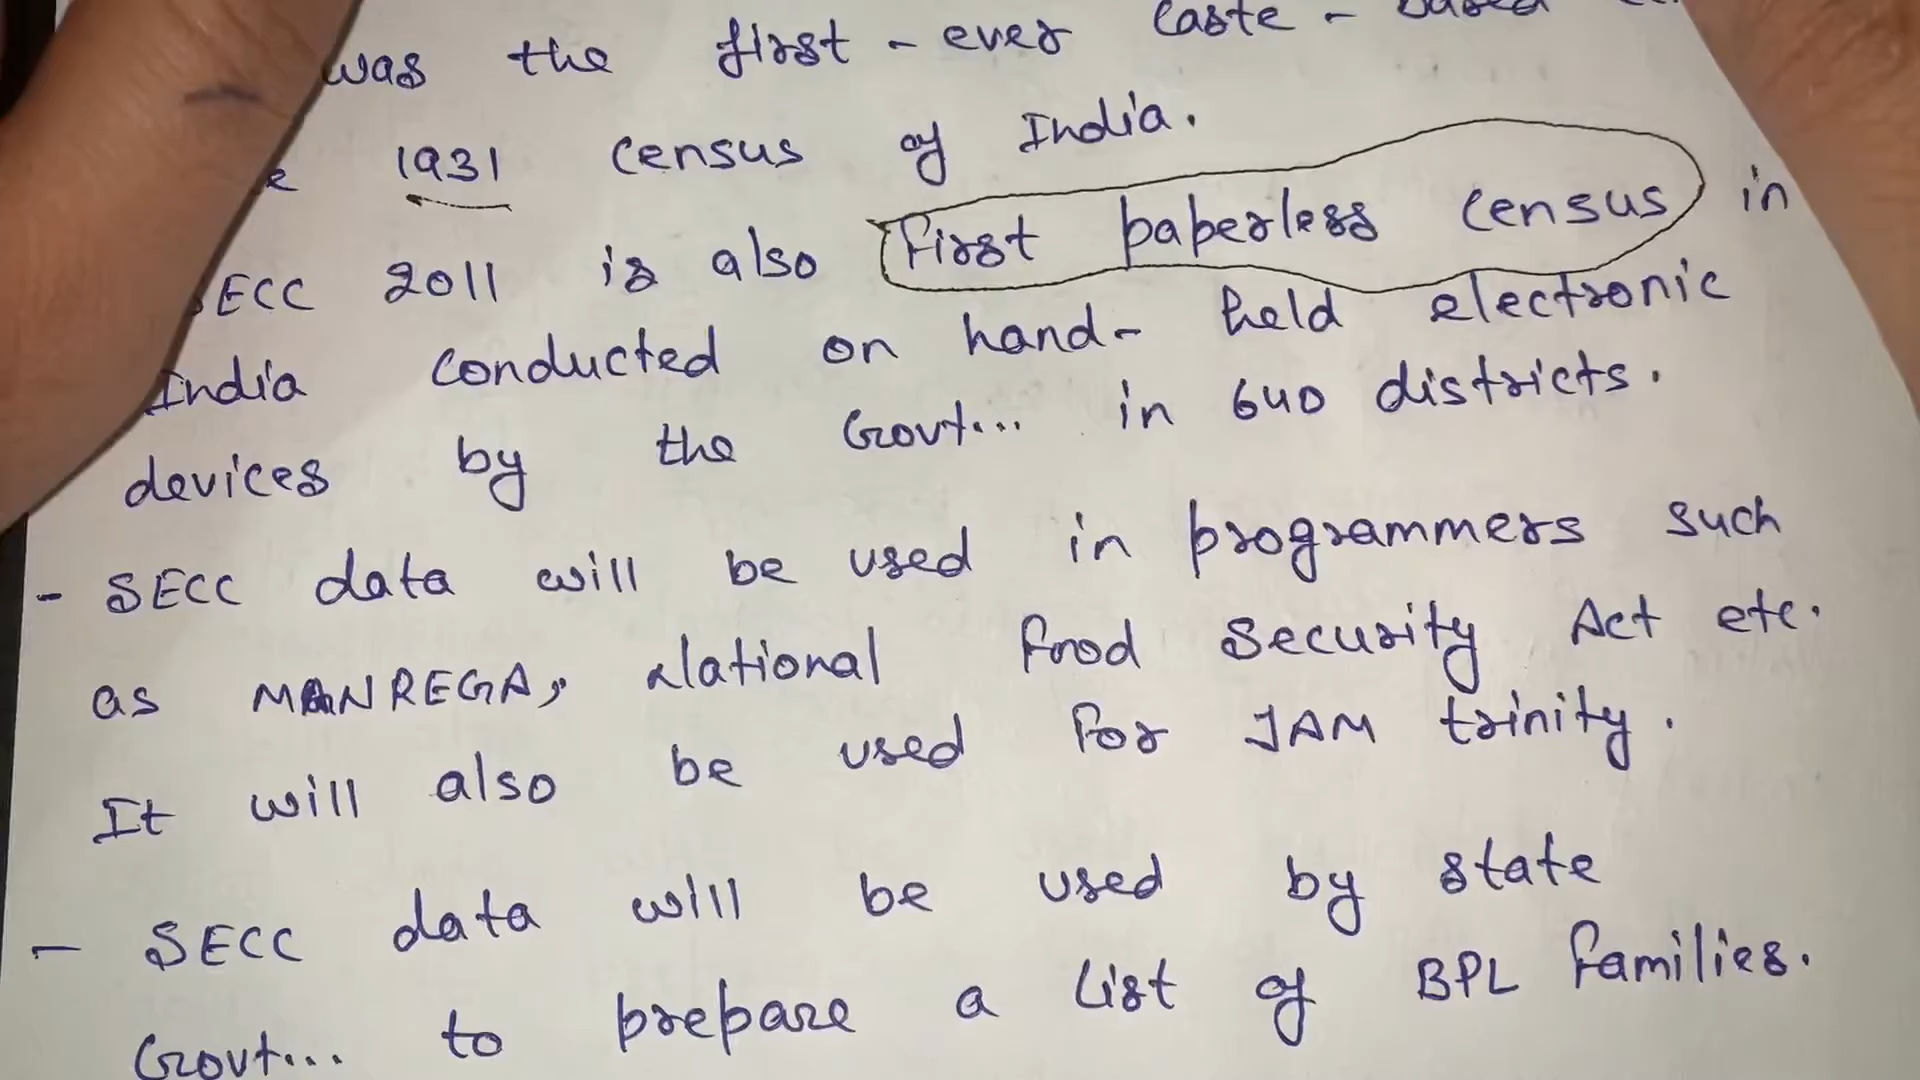 was the first - ever Caste - based
1931 census of India.
SECC 2011 is also First paperless Census in
India conducted on hand- held electronic
devices by the Govt... in 640 districts.
- SECC data will be used in programmers such
as MANREGA, National Food Security Act etc.
It will also be used for JAM trinity.
- SECC data will be used by state
Govt... to prepare a list of BPL families.